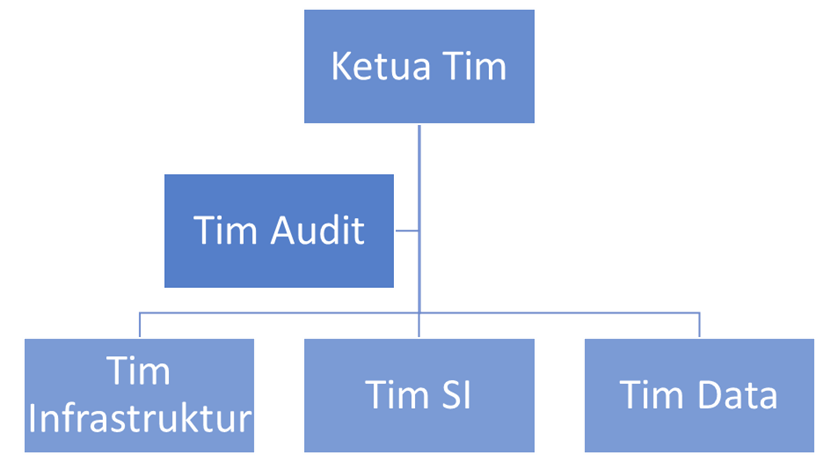 Ketua Tim
Tim Audit
Tim
Infrastruktur
Tim SI
Tim Data